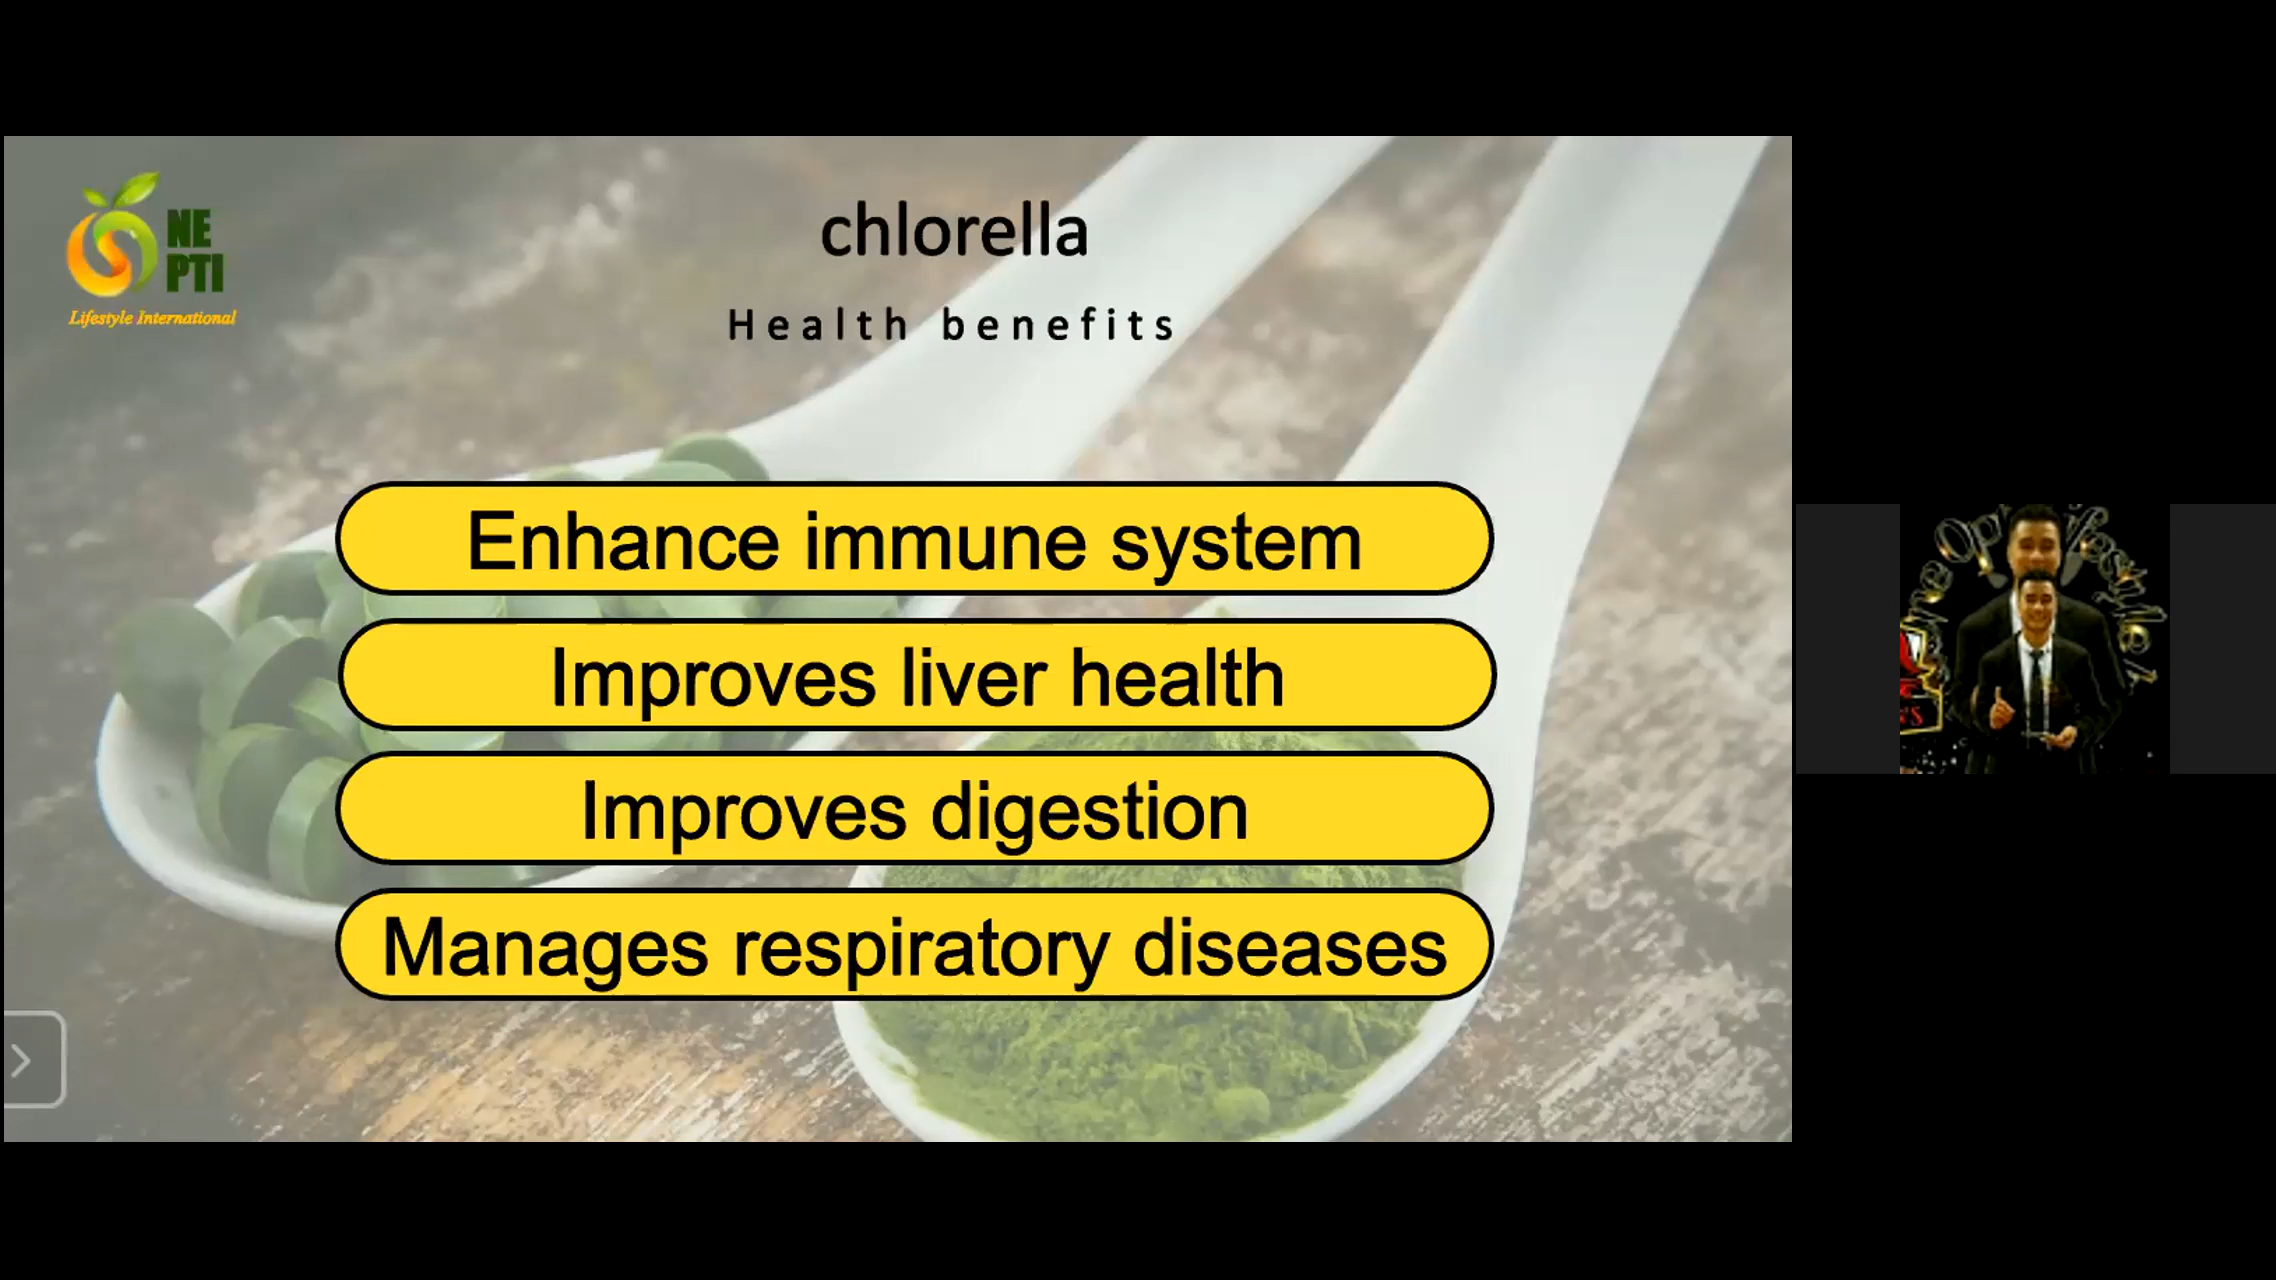 NE
PTI
Lifestyle International
chlorella
Health benefits
Enhance immune system
Improves liver health
Improves digestion
Manages respiratory diseases